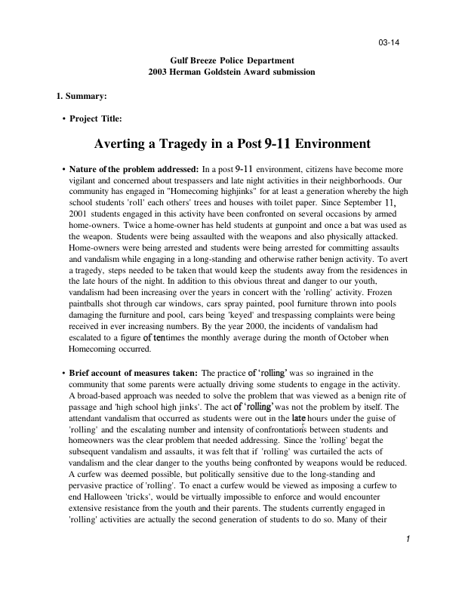 03-14
Gulf Breeze Police Department
2003 Herman Goldstein Award submission
1. Summary:
• Project Title:
Averting a Tragedy in a Post 9-11 Environment
• Nature of the problem addressed: In a post 9-11 environment, citizens have become more
vigilant and concerned about trespassers and late night activities in their neighborhoods. Our
community has engaged in "Homecoming highjinks" for at least a generation whereby the high
school students 'roll' each others' trees and houses with toilet paper. Since September 11,
2001 students engaged in this activity have been confronted on several occasions by armed
home-owners. Twice a home-owner has held students at gunpoint and once a bat was used as
the weapon. Students were being assaulted with the weapons and also physically attacked.
Home-owners were being arrested and students were being arrested for committing assaults
and vandalism while engaging in a long-standing and otherwise rather benign activity. To avert
a tragedy, steps needed to be taken that would keep the students away from the residences in
the late hours of the night. In addition to this obvious threat and danger to our youth,
vandalism had been increasing over the years in concert with the 'rolling' activity. Frozen
paintballs shot through car windows, cars spray painted, pool furniture thrown into pools
damaging the furniture and pool, cars being 'keyed' and trespassing complaints were being
received in ever increasing numbers. By the year 2000, the incidents of vandalism had
escalated to a figure of ten times the monthly average during the month of October when
Homecoming occurred.
• Brief account of measures taken: The practice of 'rolling' was so ingrained in the
community that some parents were actually driving some students to engage in the activity.
A broad-based approach was needed to solve the problem that was viewed as a benign rite of
passage and 'high school high jinks'. The act of 'rolling' was not the problem by itself. The
attendant vandalism that occurred as students were out in the late hours under the guise of
'rolling' and the escalating number and intensity of confrontations between students and
homeowners was the clear problem that needed addressing. Since the 'rolling' begat the
subsequent vandalism and assaults, it was felt that if 'rolling' was curtailed the acts of
vandalism and the clear danger to the youths being confronted by weapons would be reduced.
A curfew was deemed possible, but politically sensitive due to the long-standing and
pervasive practice of 'rolling'. To enact a curfew would be viewed as imposing a curfew to
end Halloween 'tricks', would be virtually impossible to enforce and would encounter
extensive resistance from the youth and their parents. The students currently engaged in
'rolling' activities are actually the second generation of students to do so. Many of their
1